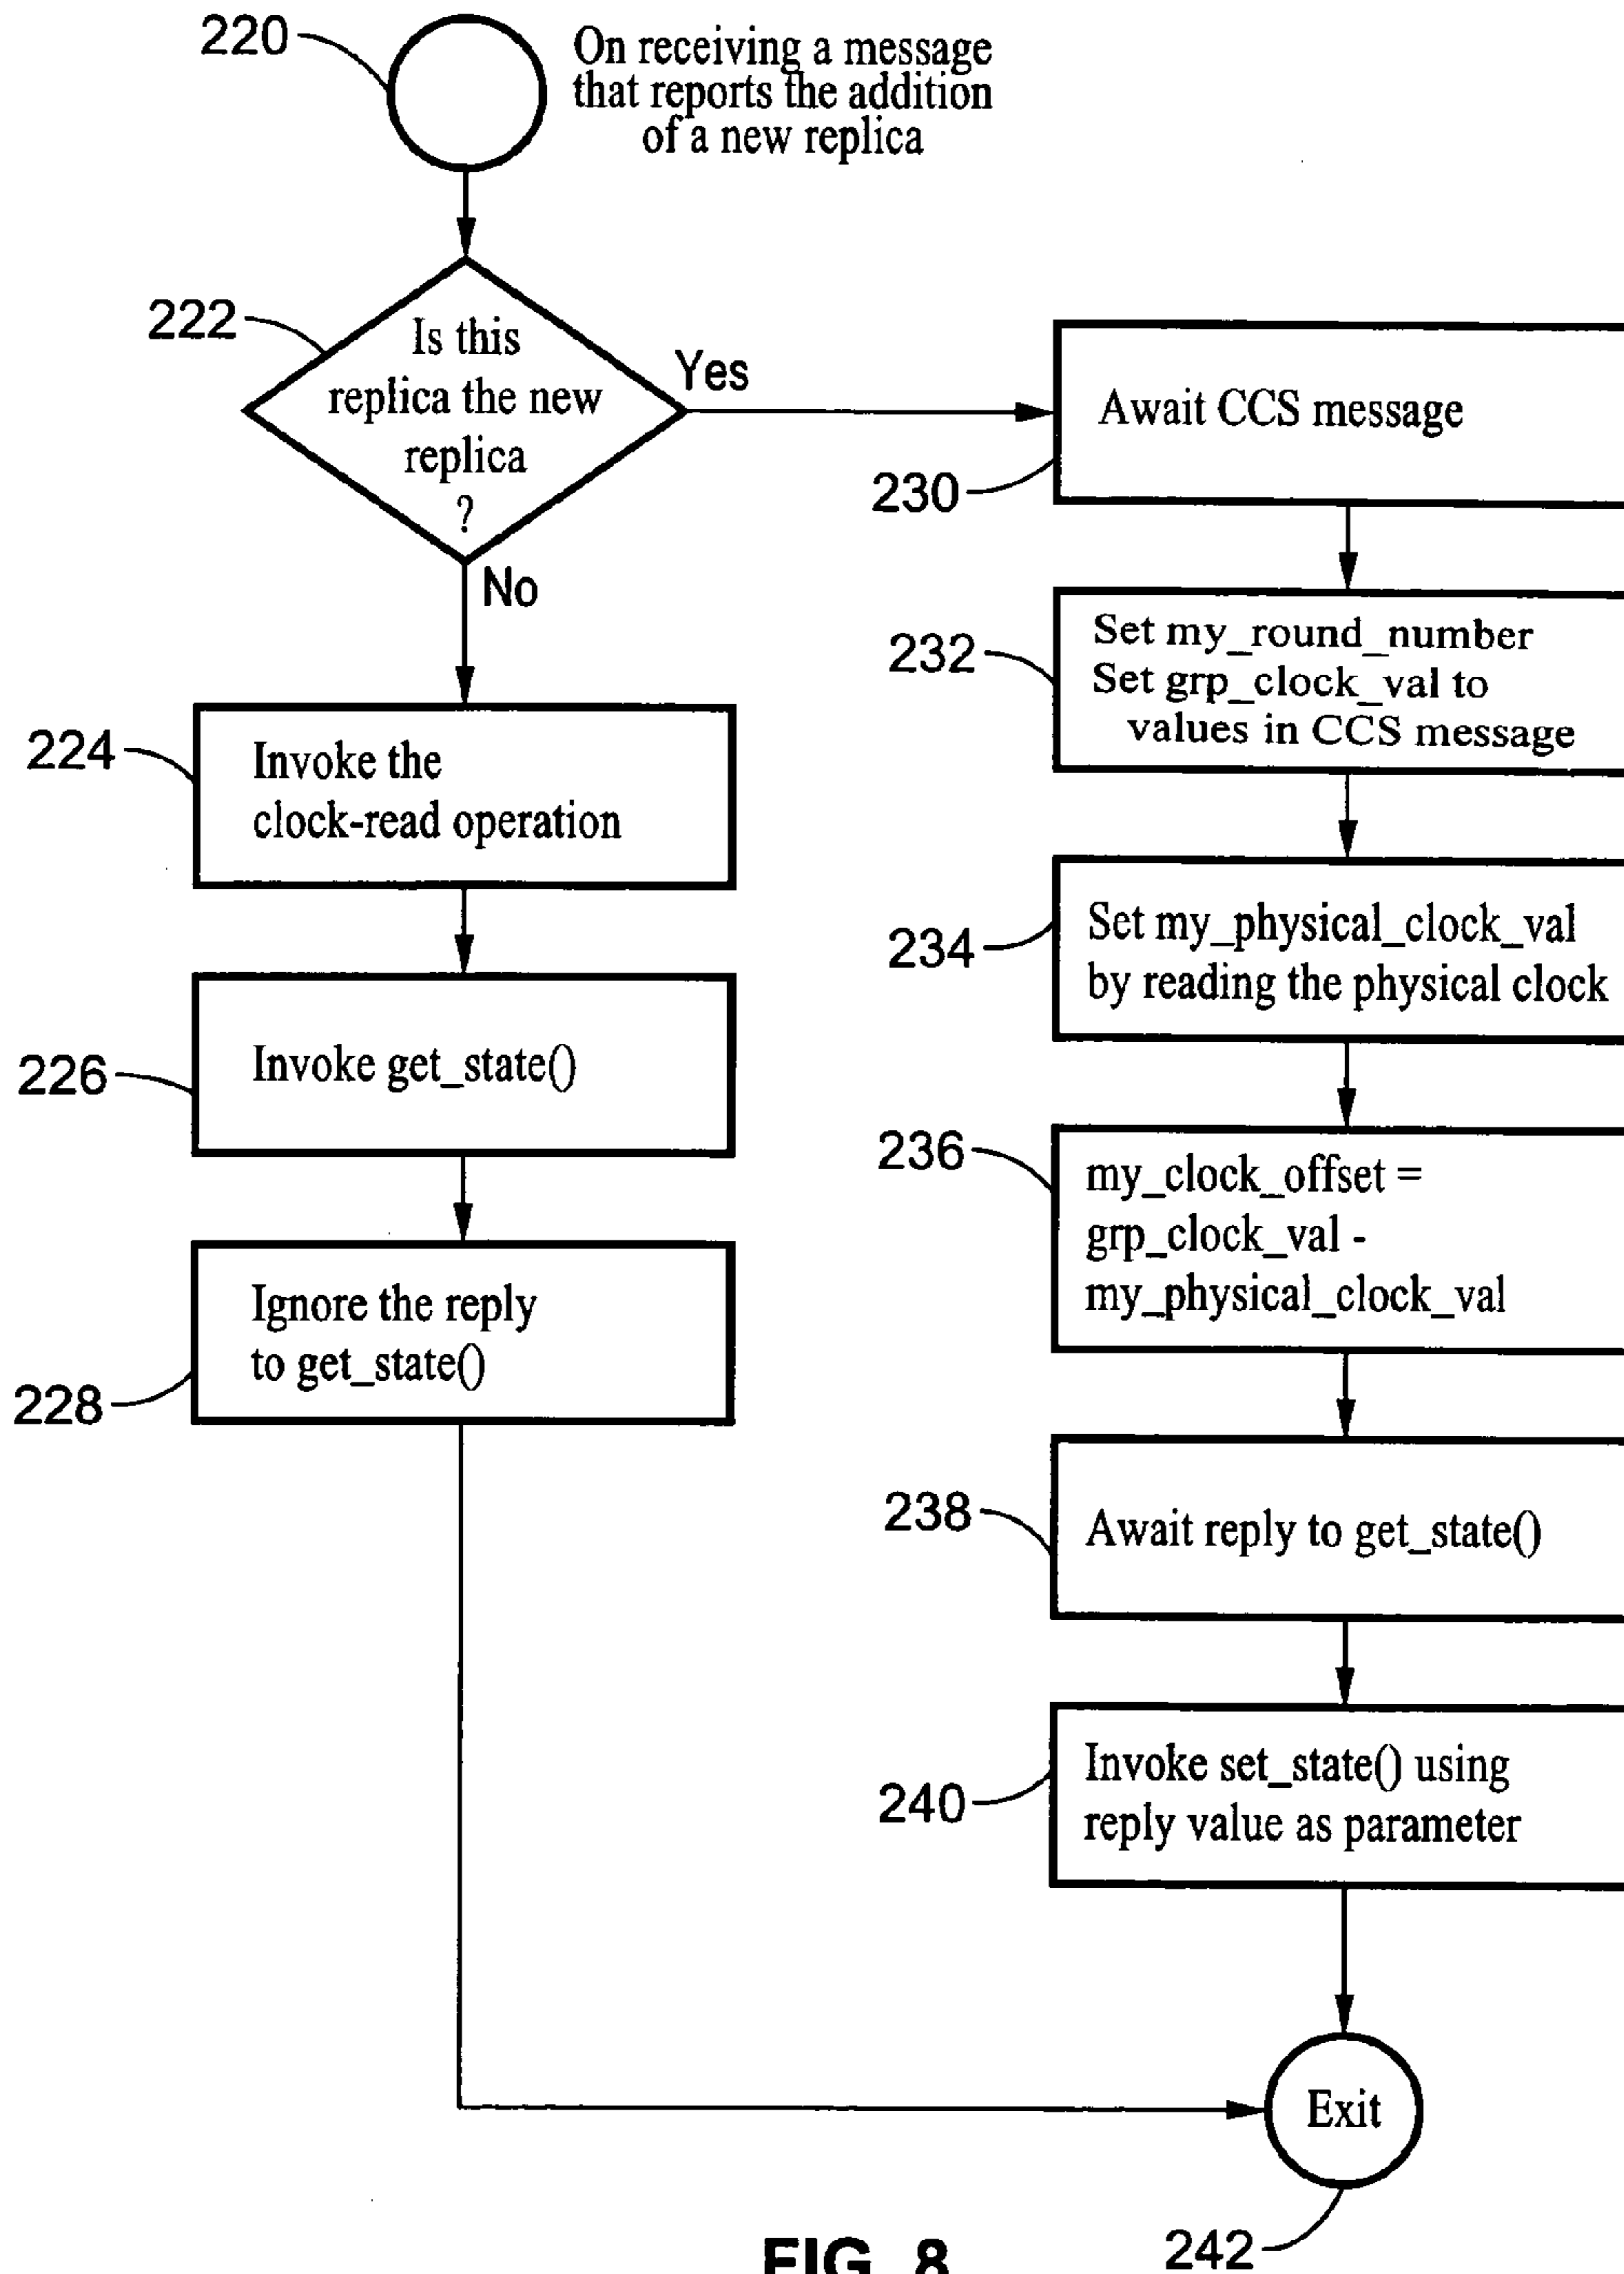 220
On receiving a message
that reports the addition
of a new replica
222
Is this
replica the new
replica
?
Yes
No
224
Invoke the
clock-read operation
226
Invoke get_state()
228
Ignore the reply
to get_state()
Await CCS message
230
232
Set my_round_number
Set grp_clock_val to
values in CCS message
234
Set my_physical_clock_val
by reading the physical clock
236
my_clock_offset =
grp_clock_val -
my_physical_clock_val
238
Await reply to get_state()
240
Invoke set_state() using
reply value as parameter
Exit
242
FIG. 8